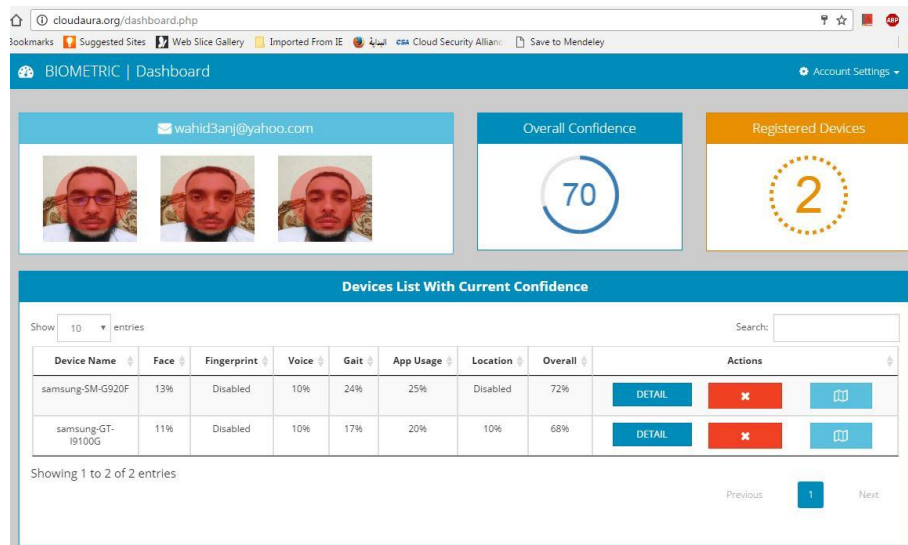 cloudaura.org/dashboard.php
Bookmarks Suggested Sites Web Slice Gallery Imported From IE البداية CSA Cloud Security Allianc Save to Mendeley
BIOMETRIC | Dashboard Account Settings
wahid3anj@yahoo.com Overall Confidence Registered Devices
70 2
Devices List With Current Confidence
Show 10 entries Search:
Device Name Face Fingerprint Voice Gait App Usage Location Overall Actions
samsung-SM-G920F 13% Disabled 10% 24% 25% Disabled 72% DETAIL
samsung-GT-I9100G 11% Disabled 10% 17% 20% 10% 68% DETAIL
Showing 1 to 2 of 2 entries
Previous 1 Next